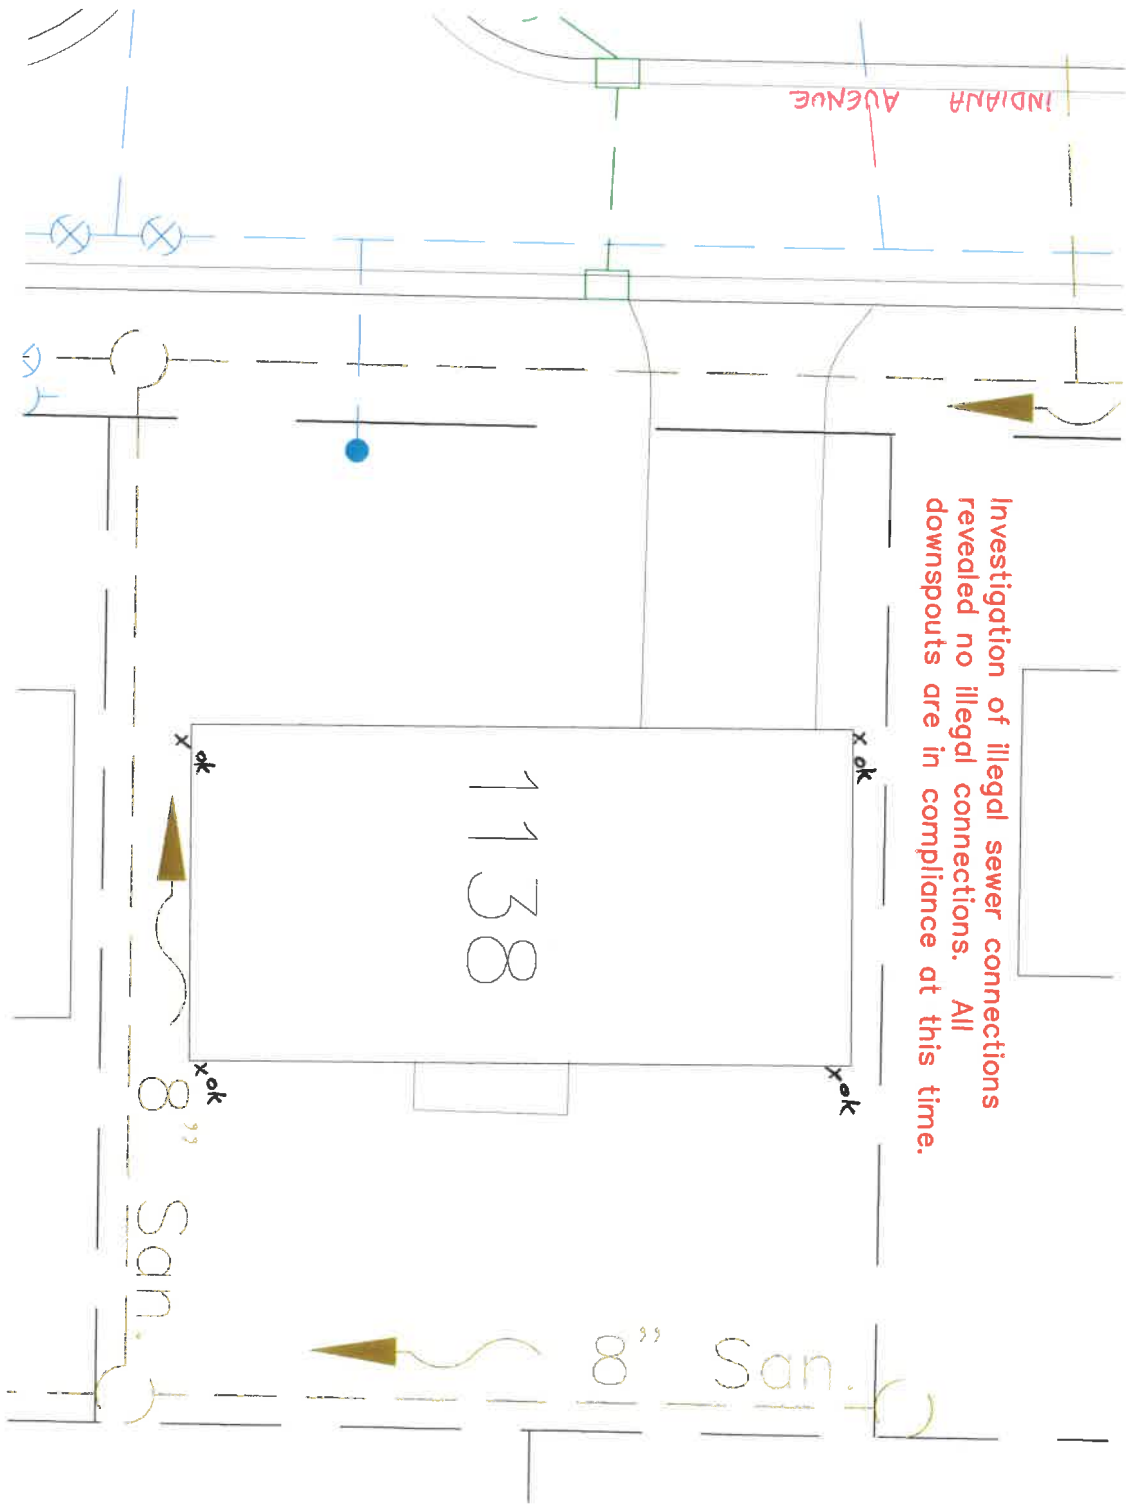 INDIANA AVENUE
Investigation of illegal sewer connections
revealed no illegal connections. All
downspouts are in compliance at this time.
x ok
x ok
1138
x ok
x ok
8" San.
8" San.